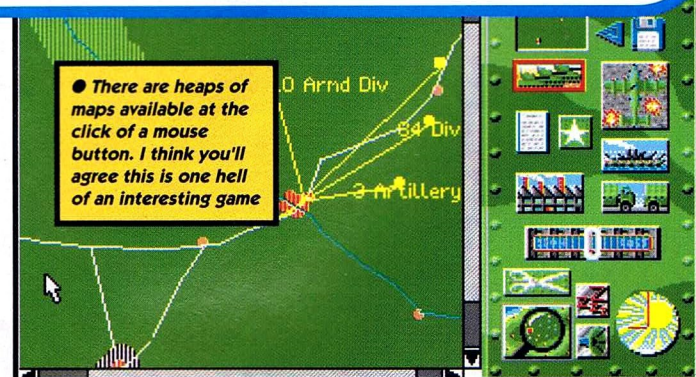 ● There are heaps of
maps available at the
click of a mouse
button. I think you'll
agree this is one hell
of an interesting game
.0 Arnd Div
84 Div
3 Artillery